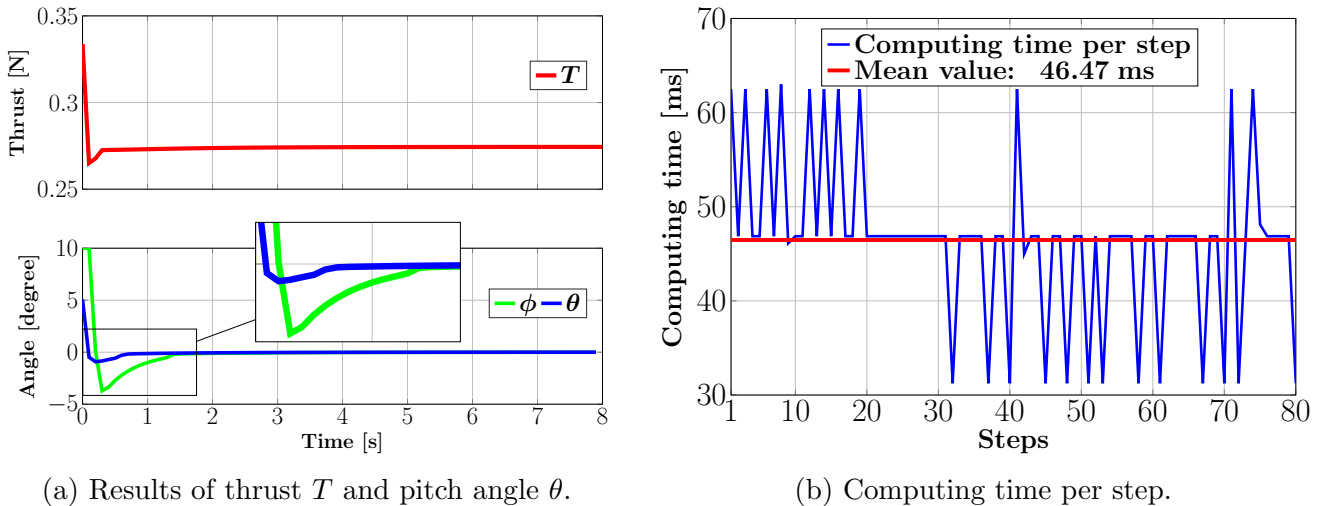 0.35
0.3
0.25
Thrust [N]
T
10
5
0
−5
Angle [degree]
ϕ θ
0 1 2 3 4 5 6 7 8
Time [s]
(a) Results of thrust T and pitch angle θ.
70
60
50
40
30
Computing time [ms]
Computing time per step
Mean value: 46.47 ms
1 10 20 30 40 50 60 70 80
Steps
(b) Computing time per step.